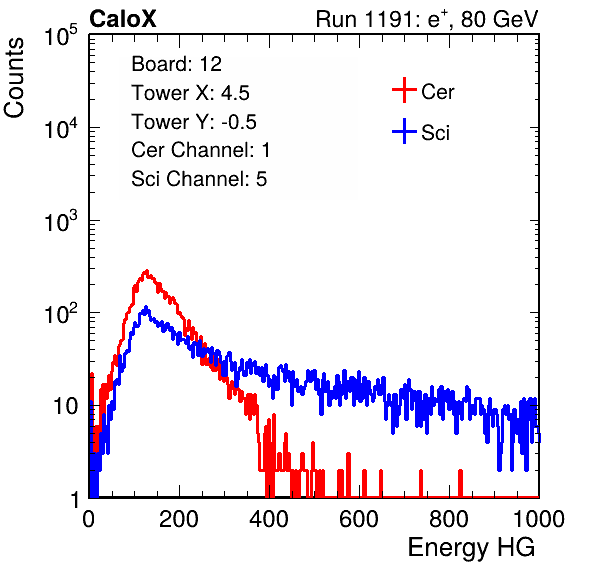 CaloX Run 1191: e⁺, 80 GeV
Counts
10⁵
10⁴
10³
10²
10
1
Board: 12
Tower X: 4.5
Tower Y: -0.5
Cer Channel: 1
Sci Channel: 5
Cer
Sci
0 200 400 600 800 1000
Energy HG